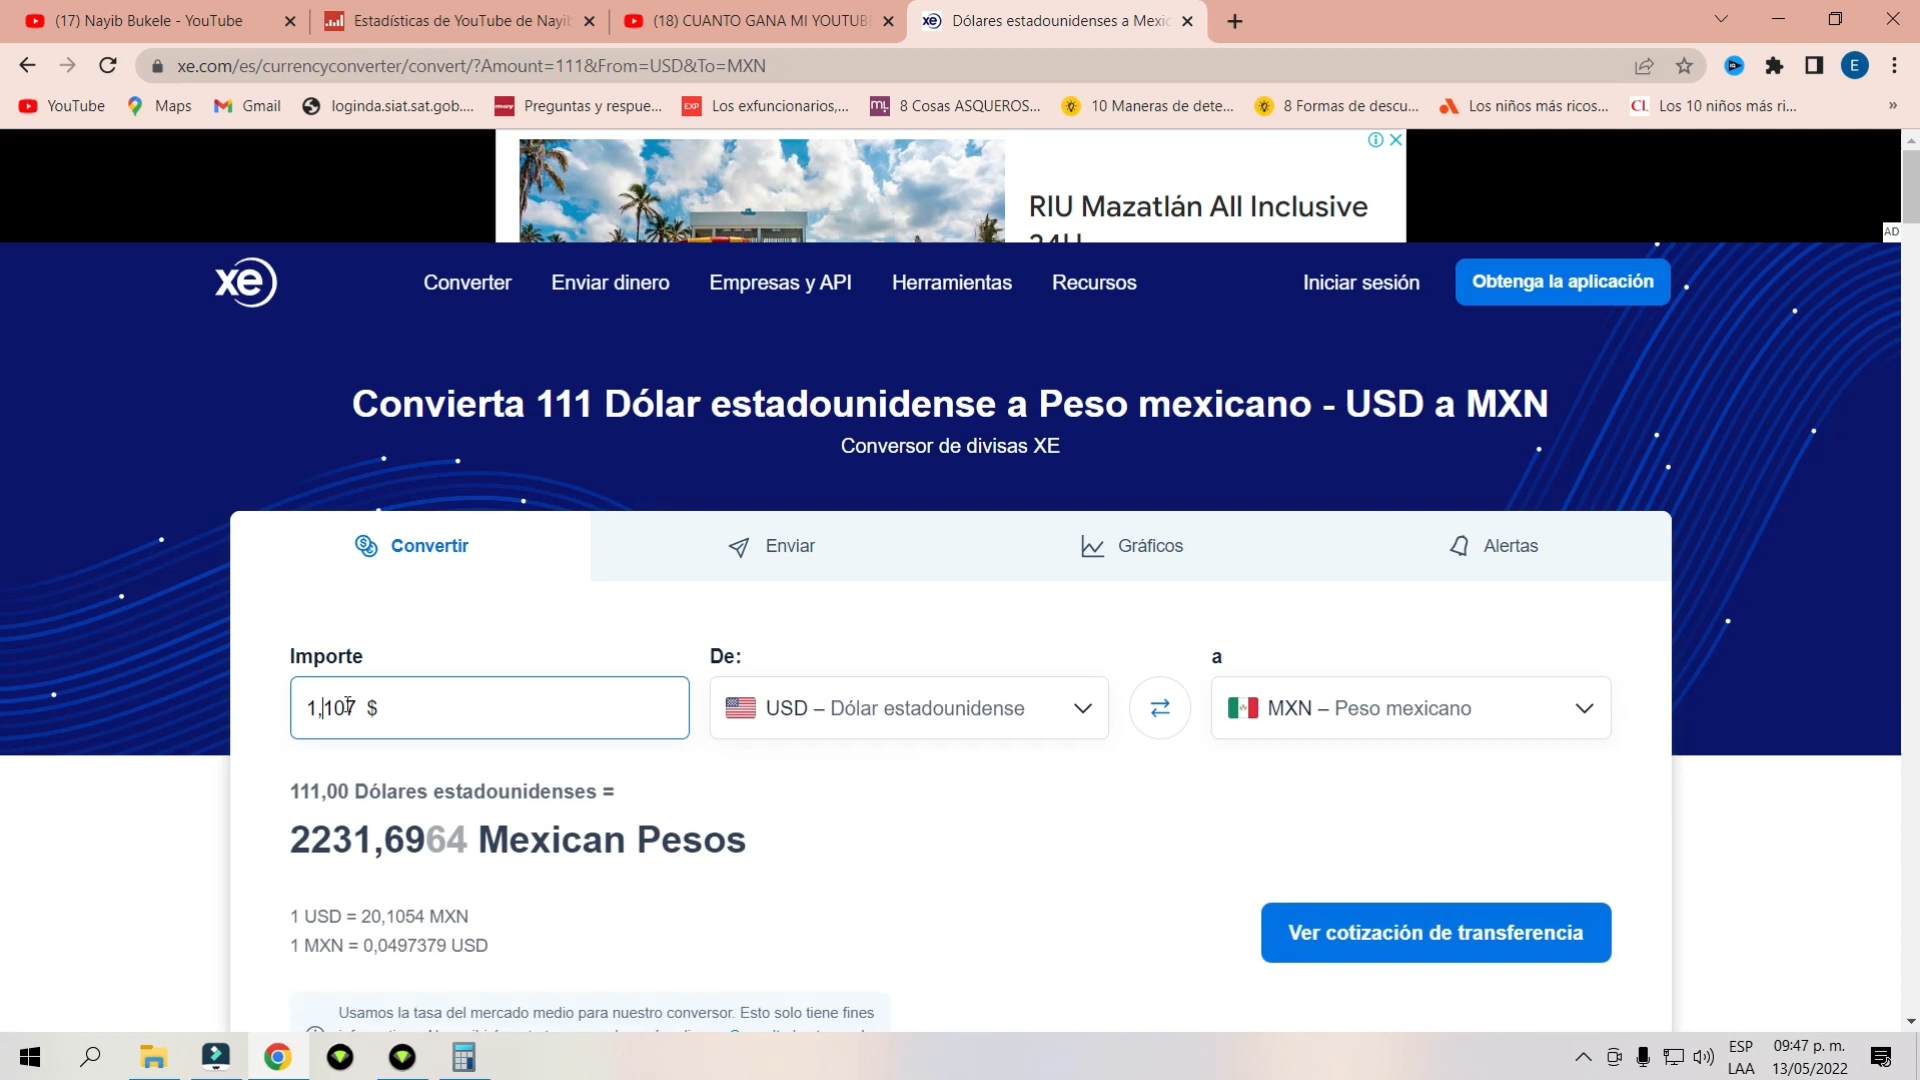 (17) Nayib Bukele - YouTube
Estadísticas de YouTube de Nayib
(18) CUANTO GANA MI YOUTUB
xe Dólares estadounidenses a Mexic
xe.com/es/currencyconverter/convert/?Amount=111&From=USD&To=MXN
E
YouTube
Maps
Gmail
loginda.siat.sat.gob....
Preguntas y respue...
EXP Los exfuncionarios,...
8 Cosas ASQUEROS...
10 Maneras de dete...
8 Formas de descu...
Los niños más ricos...
CL Los 10 niños más ri...
»
RIU Mazatlán All Inclusive
AD
xe
Converter
Enviar dinero
Empresas y API
Herramientas
Recursos
Iniciar sesión
Obtenga la aplicación
Convierta 111 Dólar estadounidense a Peso mexicano - USD a MXN
Conversor de divisas XE
Convertir
Enviar
Gráficos
Alertas
Importe
De:
a
1,107 $
USD – Dólar estadounidense
MXN – Peso mexicano
111,00 Dólares estadounidenses =
2231,6964 Mexican Pesos
1 USD = 20,1054 MXN
1 MXN = 0,0497379 USD
Ver cotización de transferencia
Usamos la tasa del mercado medio para nuestro conversor. Esto solo tiene fines
ESP
LAA
09:47 p. m.
13/05/2022